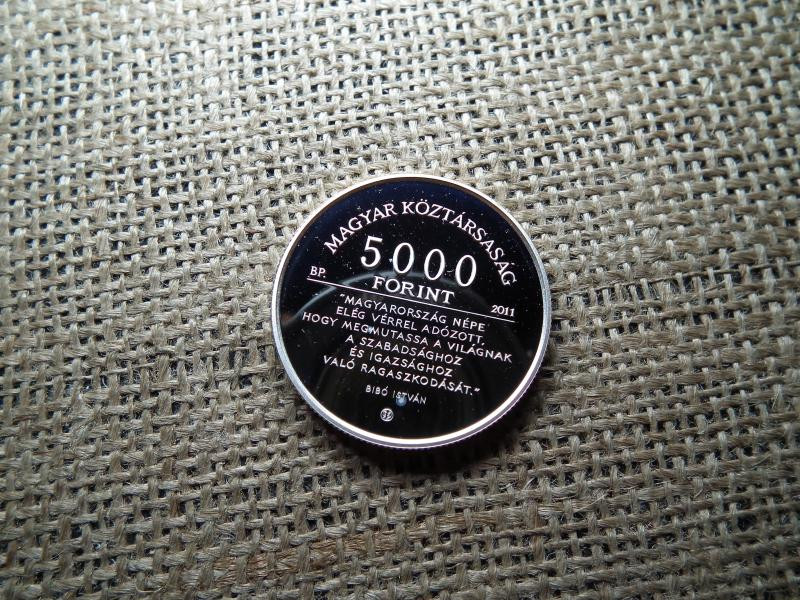 MAGYAR KÖZTÁRSASÁG
5000
FORINT
BP. 2011
"MAGYARORSZÁG NÉPE
ELÉG VÉRREL ADÓZOTT,
HOGY MEGMUTASSA A VILÁGNAK
A SZABADSÁGHOZ
ÉS IGAZSÁGHOZ
VALÓ RAGASZKODÁSÁT."
BIBÓ ISTVÁN